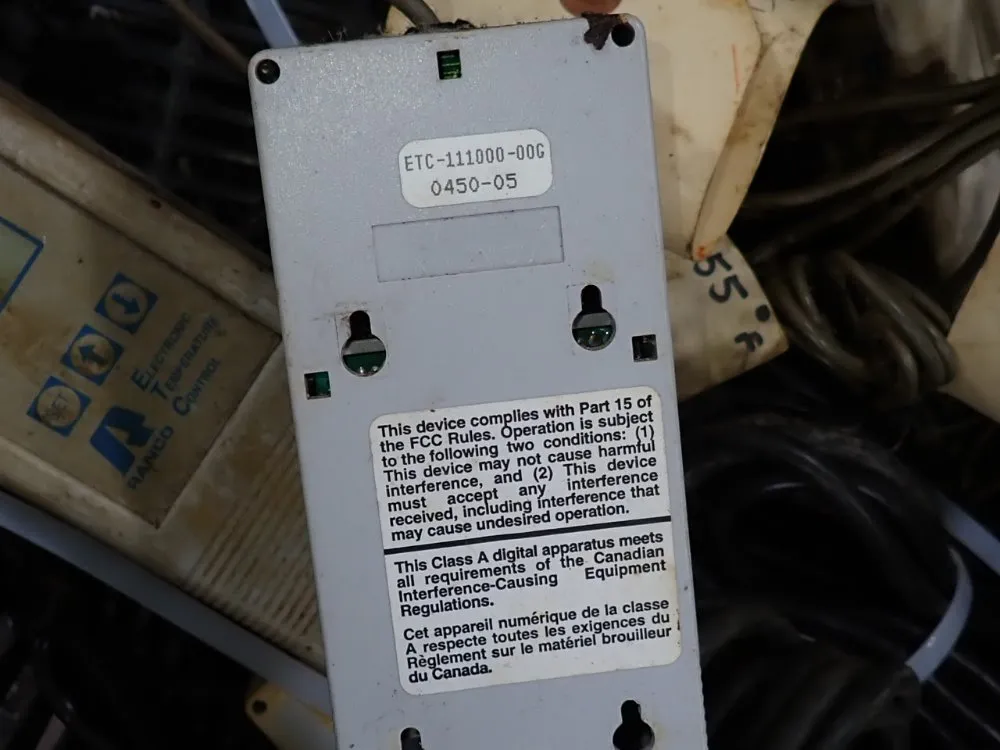 ETC-111000-00G
0450-05
This device complies with Part 15 of
the FCC Rules. Operation is subject
to the following two conditions: (1)
This device may not cause harmful
interference, and (2) This device
must accept any interference
received, including interference that
may cause undesired operation.
This Class A digital apparatus meets
all requirements of the Canadian
Interference-Causing Equipment
Regulations.
Cet appareil numérique de la classe
A respecte toutes les exigences du
Règlement sur le matériel brouilleur
du Canada.
SET
RANCO
ELECTRONIC
TEMPERATURE
CONTROL
55°F